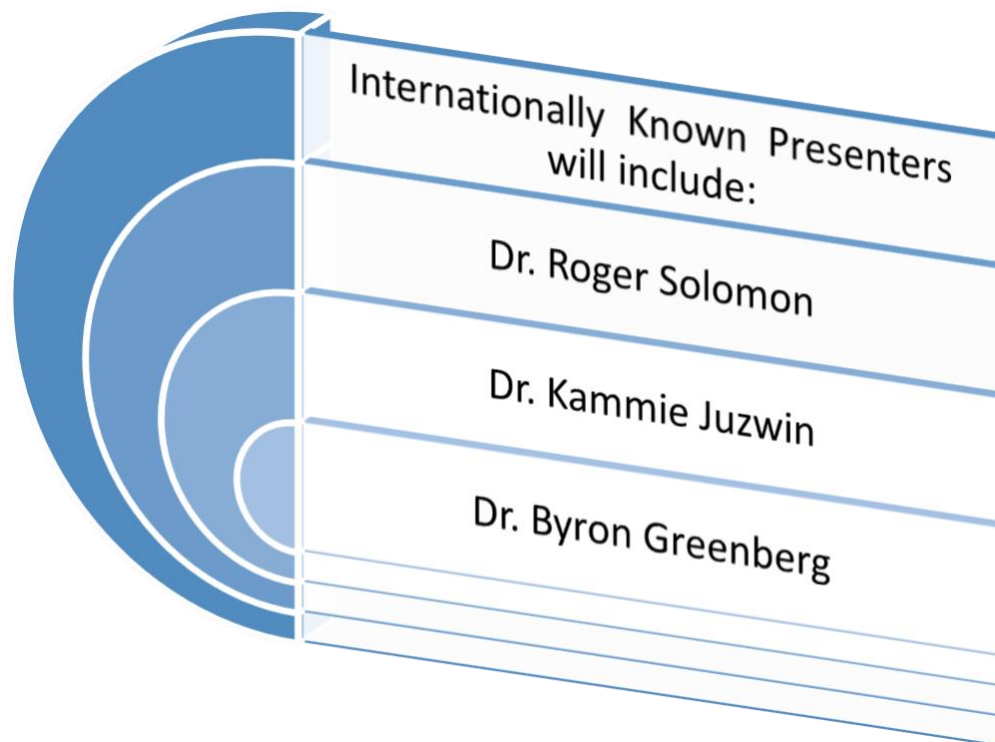 Internationally Known Presenters
will include:
Dr. Roger Solomon
Dr. Kammie Juzwin
Dr. Byron Greenberg